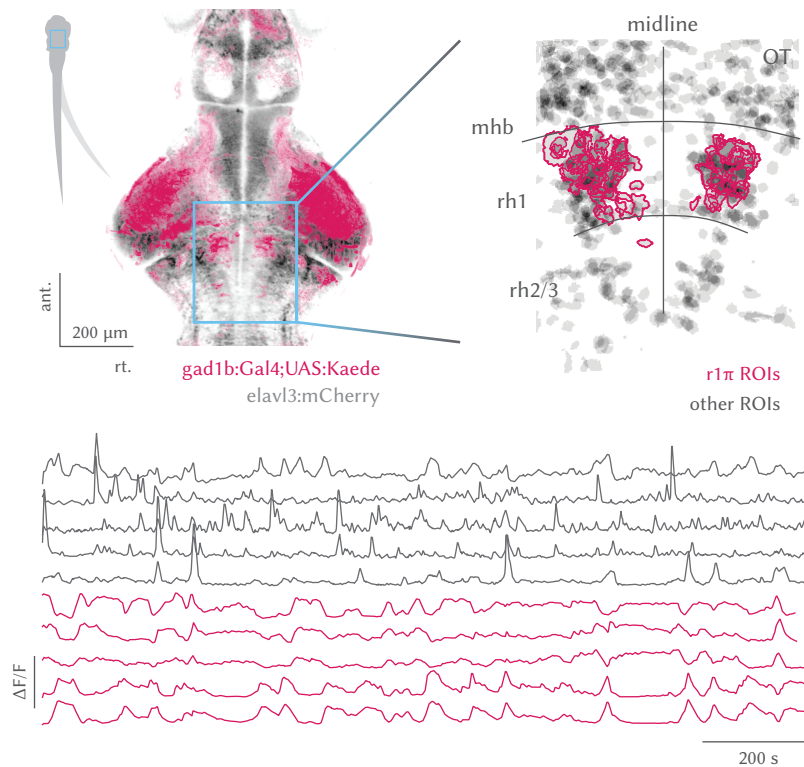 midline
OT
mhb
rh1
rh2/3
ant.
200 µm
rt.
gad1b:Gal4;UAS:Kaede
elavl3:mCherry
r1π ROIs
other ROIs
ΔF/F
200 s